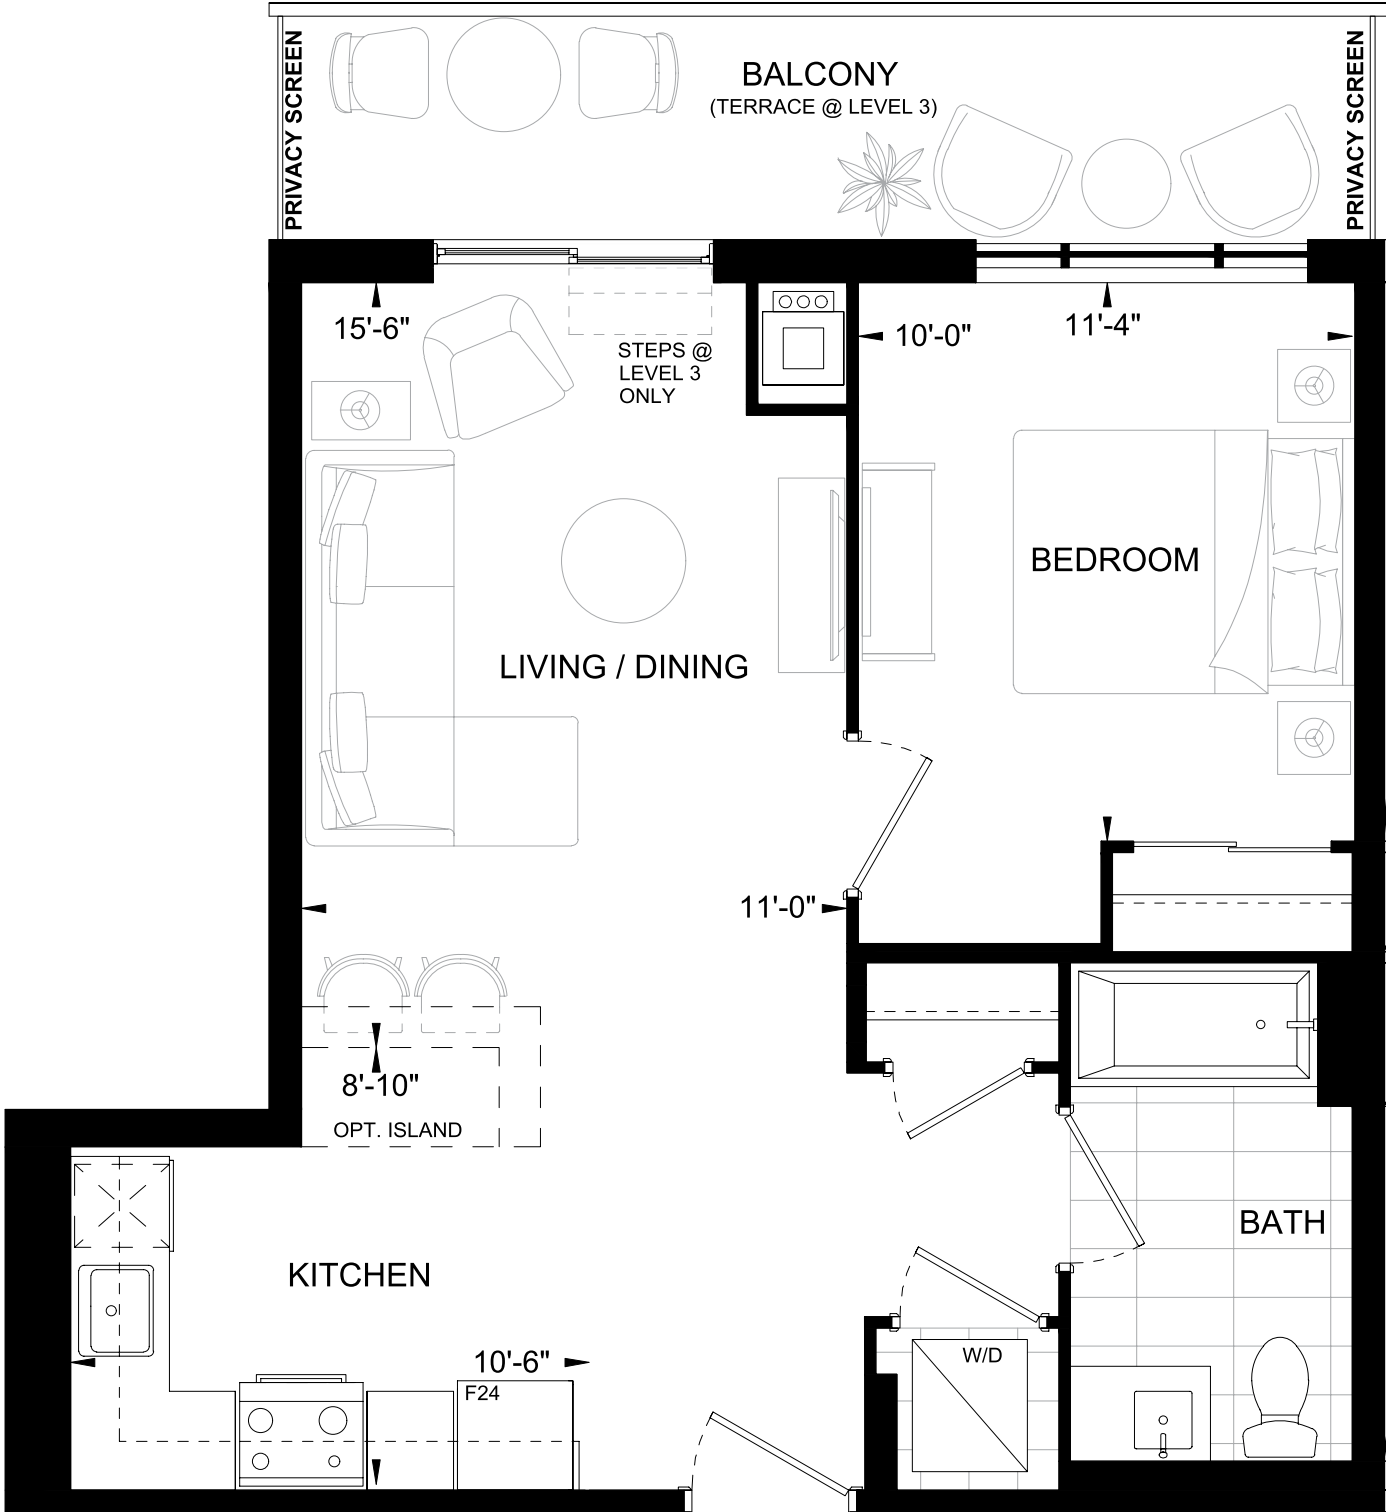 BALCONY
(TERRACE @ LEVEL 3)
PRIVACY SCREEN
PRIVACY SCREEN
15'-6"
STEPS @
LEVEL 3
ONLY
10'-0"
11'-4"
BEDROOM
LIVING / DINING
11'-0"
8'-10"
OPT. ISLAND
BATH
KITCHEN
10'-6"
F24
W/D